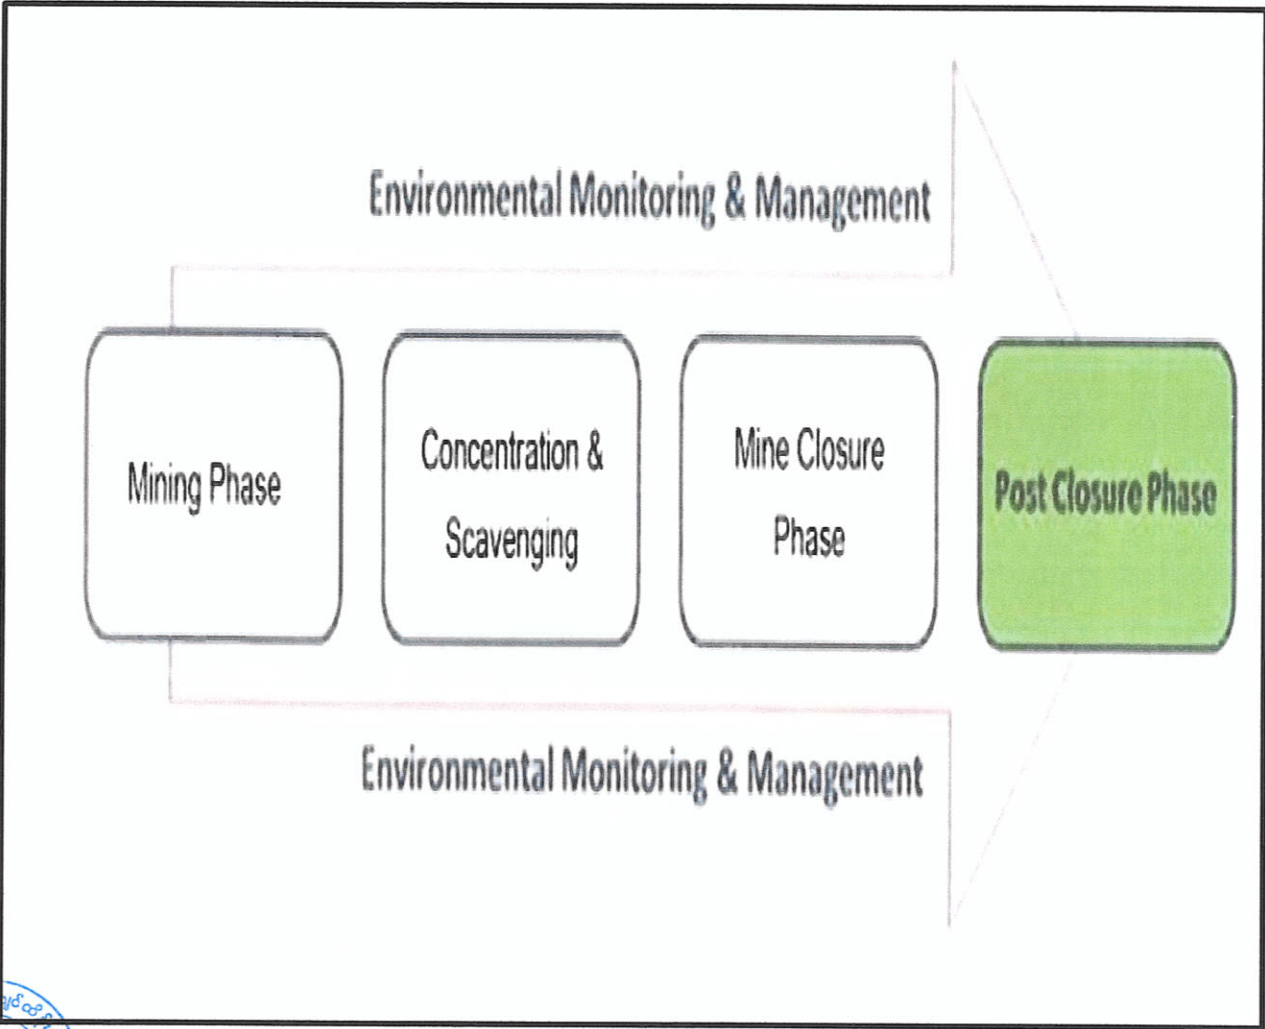 Environmental Monitoring & Management
Mining Phase
Concentration &
Scavenging
Mine Closure
Phase
Post Closure Phase
Environmental Monitoring & Management